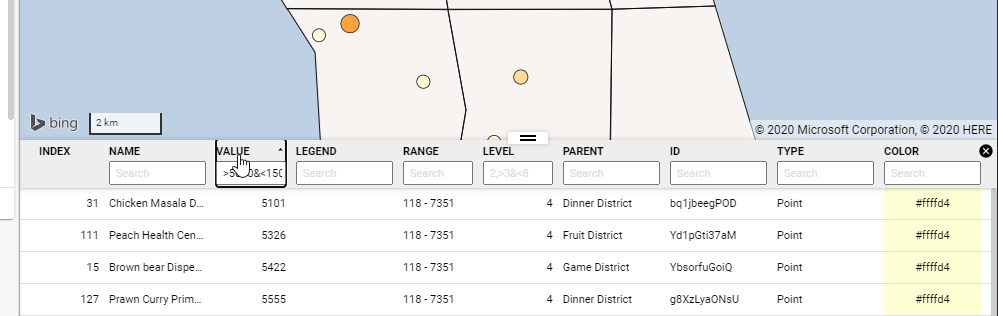 bing
2 km
© 2020 Microsoft Corporation, © 2020 HERE
INDEX NAME VALUE LEGEND RANGE LEVEL PARENT ID TYPE COLOR
Search Search Search 2,>3&<8 Search Search Search Search
31 Chicken Masala D... 5101 118 - 7351 4 Dinner District bq1jbeegPOD Point #ffffd4
111 Peach Health Cen... 5326 118 - 7351 4 Fruit District Yd1pGti37aM Point #ffffd4
15 Brown bear Dispe... 5422 118 - 7351 4 Game District YbsorfuGoiQ Point #ffffd4
127 Prawn Curry Prim... 5555 118 - 7351 4 Dinner District g8XzLyaONsU Point #ffffd4